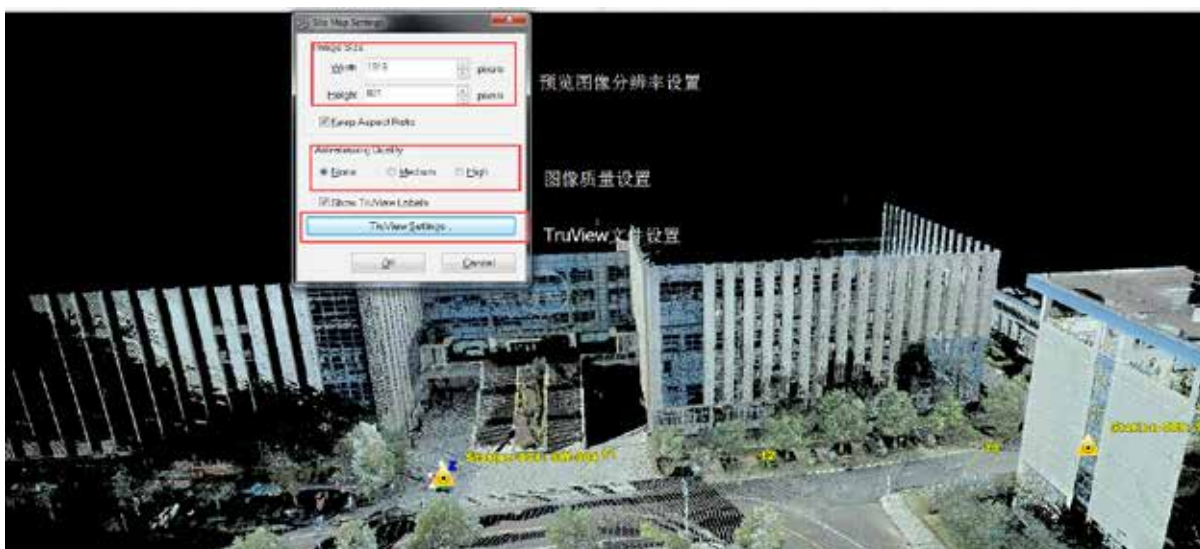 Site Map Settings
Image Size
Width
pixels
预览图像分辨率设置
Height
pixels
Keep Aspect Ratio
Antialiasing Quality
None Medium High
图像质量设置
Show TruView Labels
TruView Settings...
TruView文件设置
OK Cancel